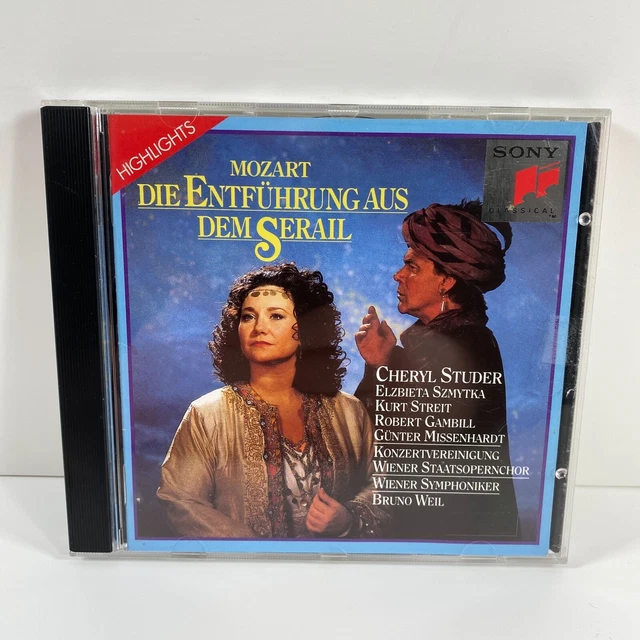 HIGHLIGHTS
MOZART
DIE ENTFÜHRUNG AUS
DEM SERAIL
SONY
CLASSICAL
CHERYL STUDER
ELZBIETA SZMYTKA
KURT STREIT
ROBERT GAMBILL
GÜNTER MISSENHARDT
KONZERTVEREINIGUNG
WIENER STAATSOPERNCHOR
WIENER SYMPHONIKER
BRUNO WEIL